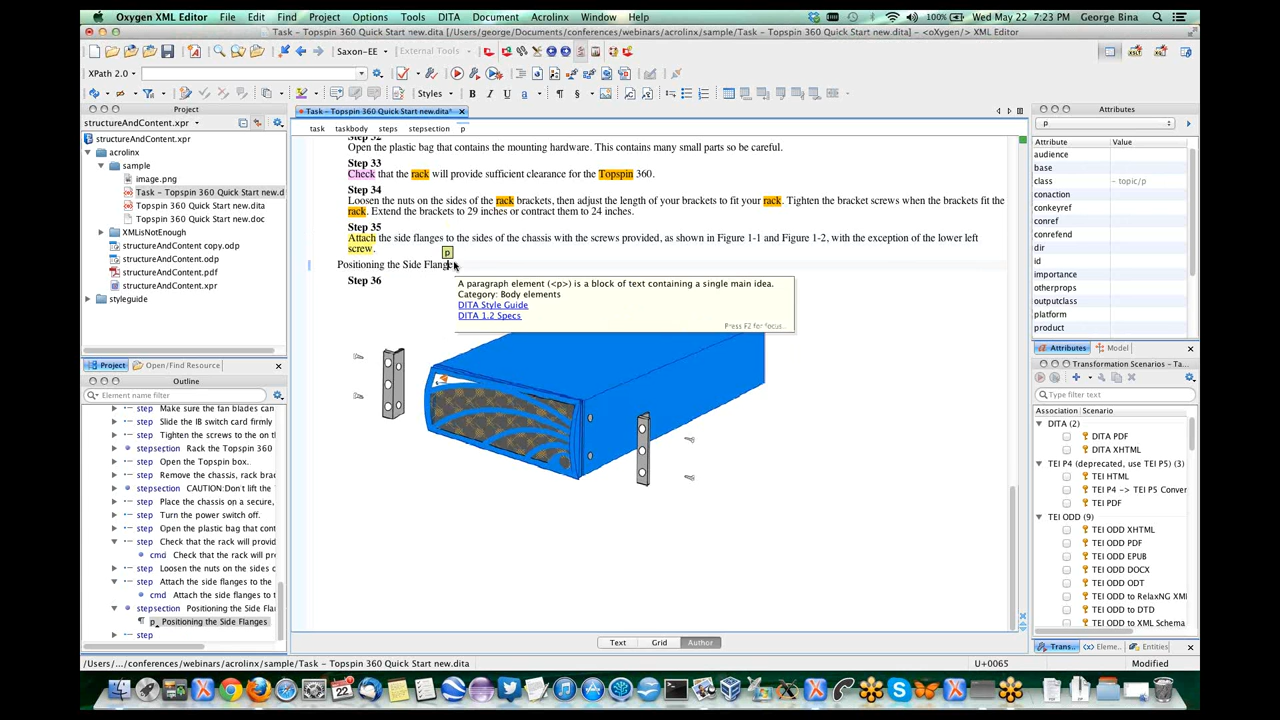 Oxygen XML Editor File Edit Find Project Options Tools DITA Document Acrolinx Window Help 100% Wed May 22 7:23 PM George Bina
Task – Topspin 360 Quick Start new.dita [/Users/george/Documents/conferences/webinars/acrolinx/sample/Task – Topspin 360 Quick Start new.dita] – <oXygen/> XML Editor
Saxon-EE External Tools
XPath 2.0
Styles B I U a ¶ §
Project
structureAndContent.xpr
structureAndContent.xpr
acrolinx
sample
image.png
Task – Topspin 360 Quick Start new.d
Topspin 360 Quick Start new.dita
Topspin 360 Quick Start new.doc
XMLisNotEnough
structureAndContent copy.odp
structureAndContent.odp
structureAndContent.pdf
structureAndContent.xpr
styleguide
Project Open/Find Resource
Outline
Element name filter
step Make sure the fan blades can
step Slide the IB switch card firmly
step Tighten the screws to the on t
stepsection Rack the Topspin 360
step Open the Topspin box.
step Remove the chassis, rack brac
stepsection CAUTION:Don't lift the
step Place the chassis on a secure,
step Turn the power switch off.
step Open the plastic bag that cont
step Check that the rack will provid
cmd Check that the rack will pro
step Loosen the nuts on the sides o
step Attach the side flanges to the
cmd Attach the side flanges to t
stepsection Positioning the Side Flan
¶ p Positioning the Side Flanges
step
Task – Topspin 360 Quick Start new.dita*
task taskbody steps stepsection p
Step 32
Open the plastic bag that contains the mounting hardware. This contains many small parts so be careful.
Step 33
Check that the rack will provide sufficient clearance for the Topspin 360.
Step 34
Loosen the nuts on the sides of the rack brackets, then adjust the length of your brackets to fit your rack. Tighten the bracket screws when the brackets fit the
rack. Extend the brackets to 29 inches or contract them to 24 inches.
Step 35
Attach the side flanges to the sides of the chassis with the screws provided, as shown in Figure 1-1 and Figure 1-2, with the exception of the lower left
screw.
p
Positioning the Side Flanges
Step 36
A paragraph element (<p>) is a block of text containing a single main idea.
Category: Body elements
DITA Style Guide
DITA 1.2 Specs
Press F2 for focus
Text Grid Author
Attributes
p
Attribute Value
audience
base
class - topic/p
conaction
conkeyref
conref
conrefend
dir
id
importance
otherprops
outputclass
platform
product
Attributes Model
Transformation Scenarios
Type filter text
Association Scenario
DITA (2)
DITA PDF
DITA XHTML
TEI P4 (deprecated, use TEI P5) (3)
TEI HTML
TEI P4 -> TEI P5 Conver
TEI PDF
TEI ODD (9)
TEI ODD XHTML
TEI ODD PDF
TEI ODD EPUB
TEI ODD DOCX
TEI ODD ODT
TEI ODD to RelaxNG XML
TEI ODD to DTD
TEI ODD to XML Schema
Trans... Eleme... Entities
/Users/.../conferences/webinars/acrolinx/sample/Task – Topspin 360 Quick Start new.dita U+0065 Modified